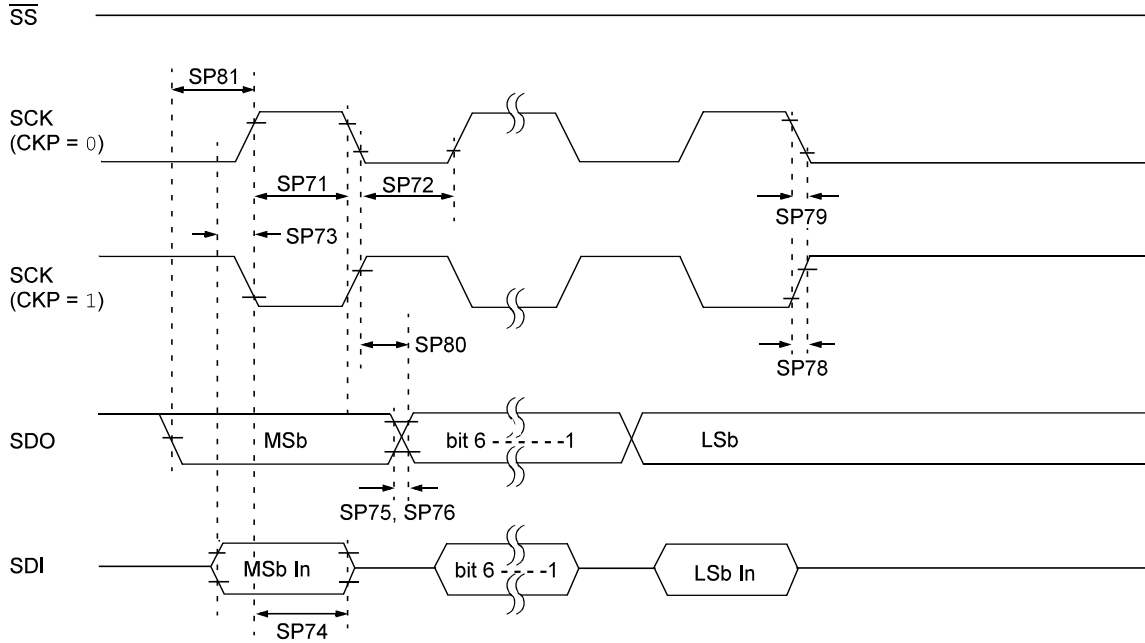 SS
SP81
SCK
(CKP = 0)
SP71
SP72
SP79
SP73
SCK
(CKP = 1)
SP80
SP78
SDO
MSb
bit 6 - - - - - - -1
LSb
SP75, SP76
SDI
MSb In
bit 6 - - - - - -1
LSb In
SP74